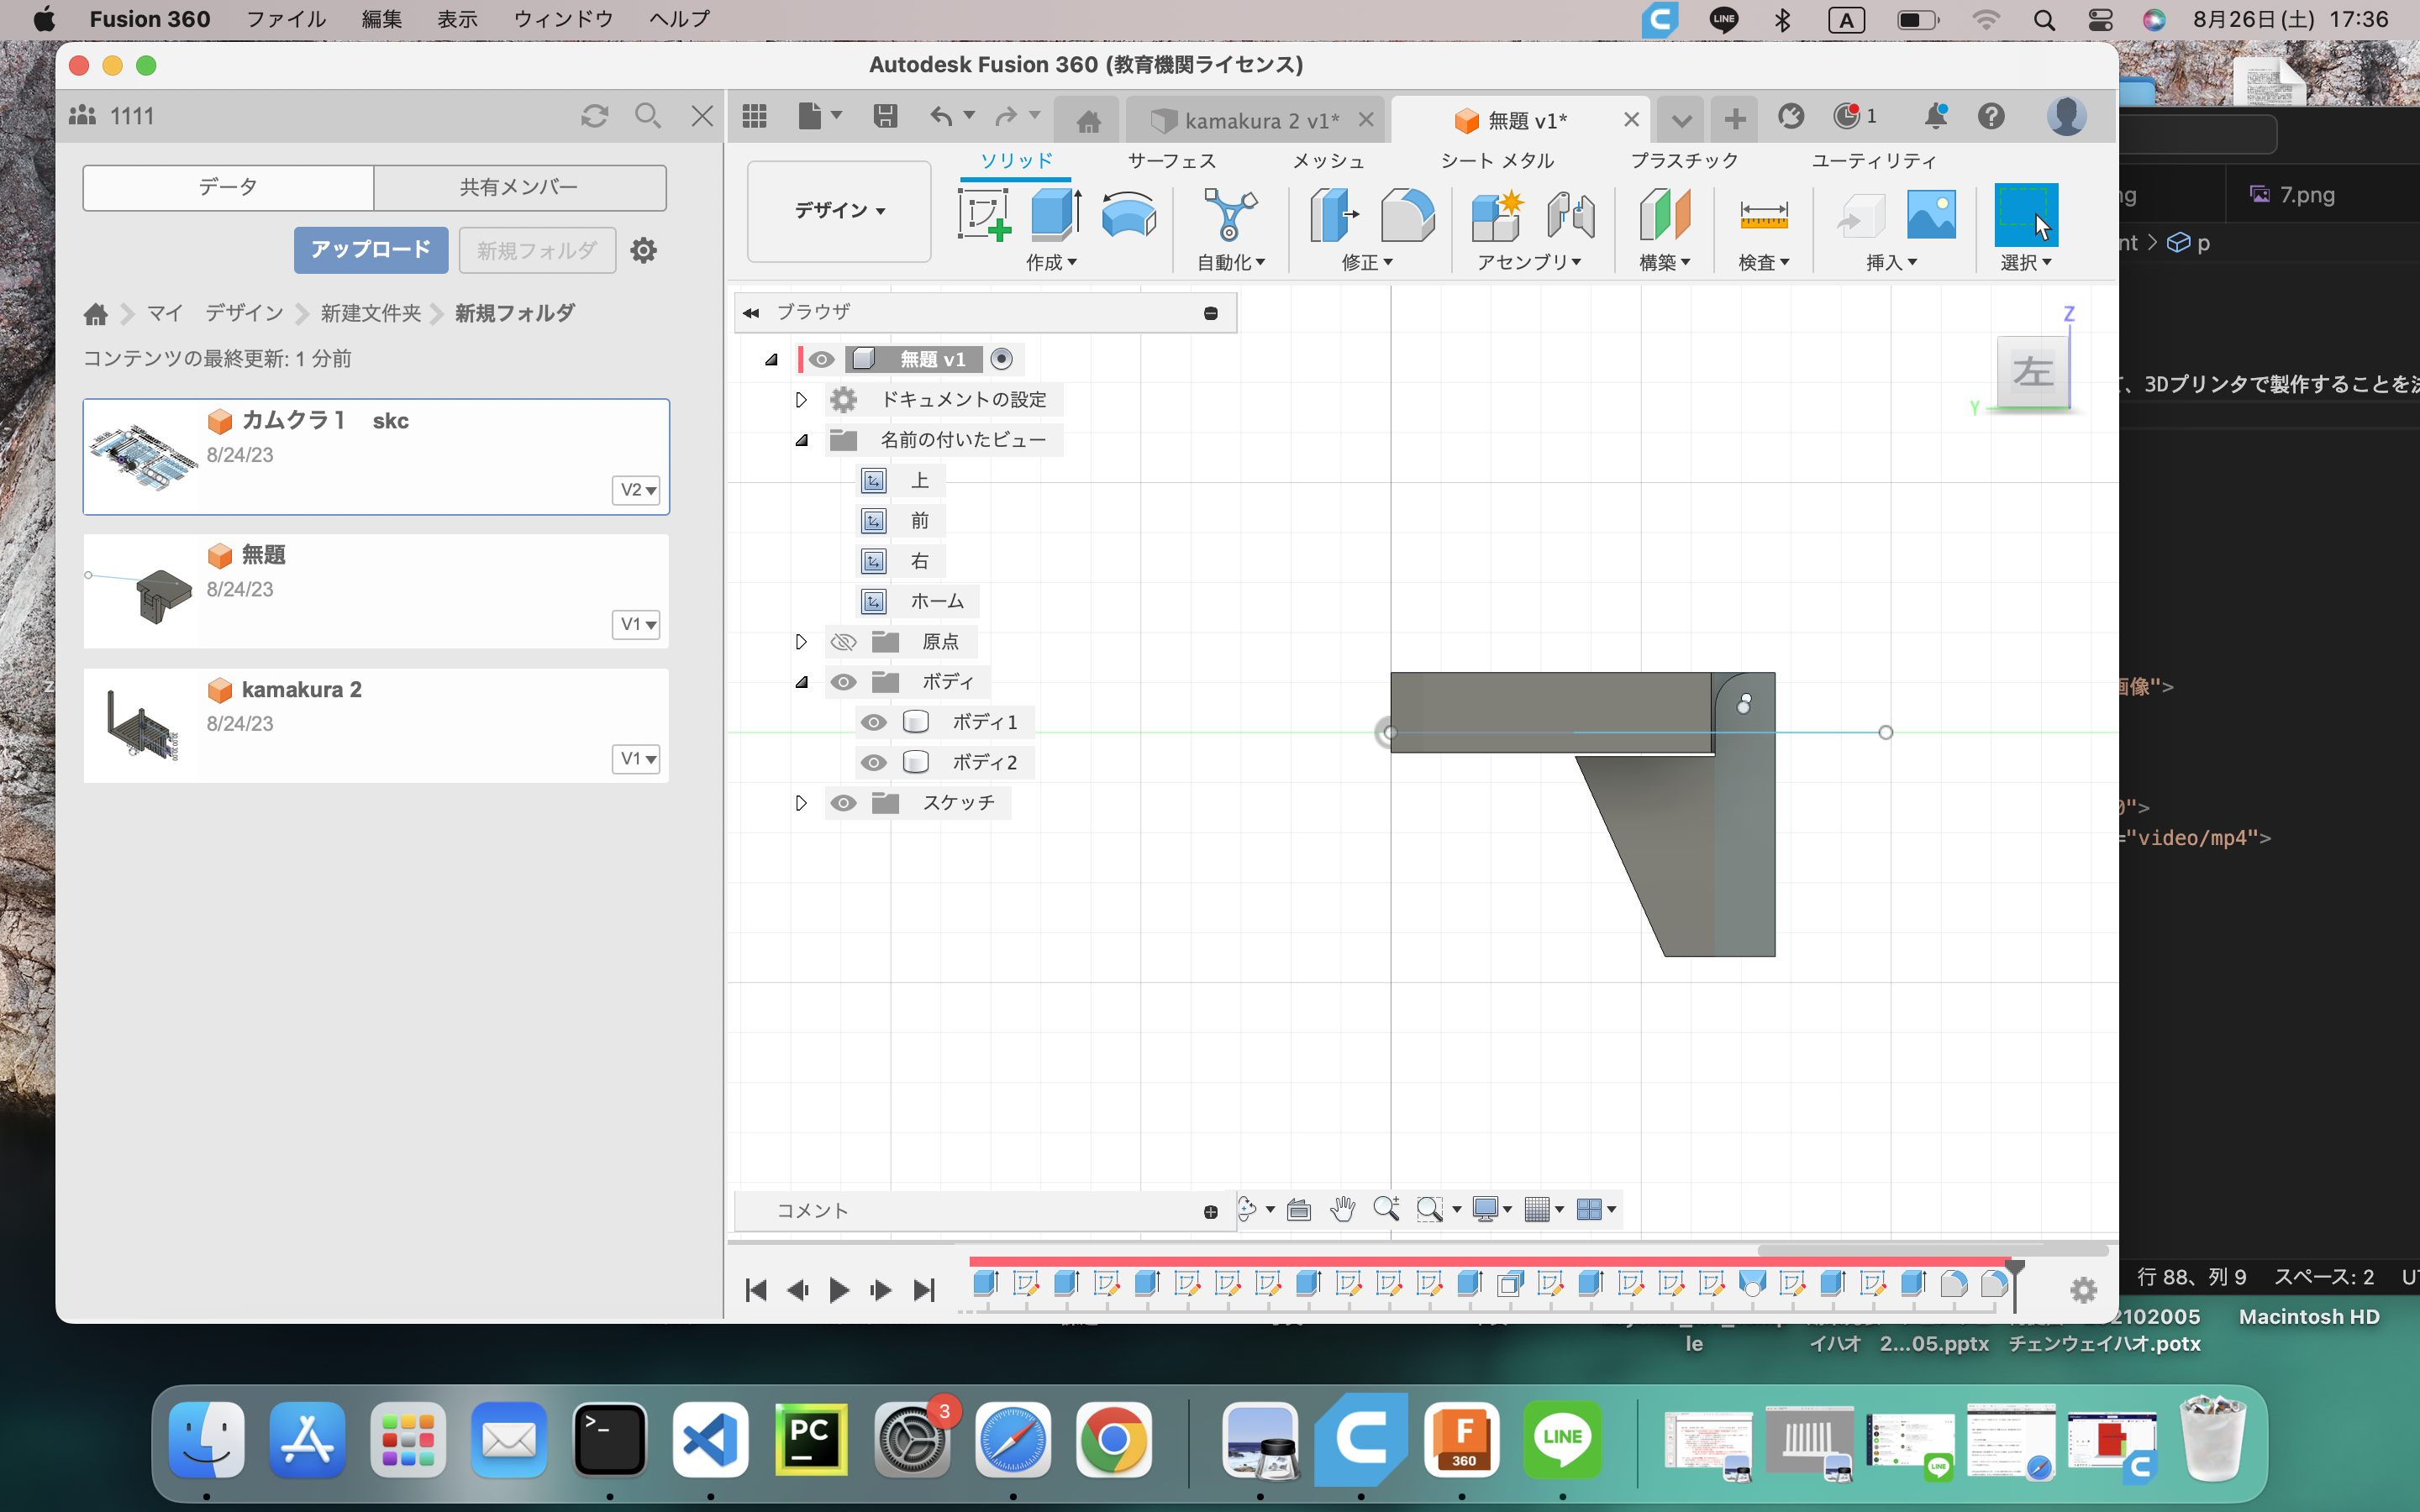 Fusion 360 ファイル 編集 表示 ウィンドウ ヘルプ
LINE A 8月26日(土) 17:36
Autodesk Fusion 360 (教育機関ライセンス)
1111
kamakura 2 v1*
無題 v1*
1
データ 共有メンバー
アップロード 新規フォルダ
マイ デザイン 新建文件夹 新規フォルダ
コンテンツの最終更新: 1 分前
カムクラ1 skc
8/24/23
V2
無題
8/24/23
V1
kamakura 2
8/24/23
V1
デザイン
ソリッド サーフェス メッシュ シート メタル プラスチック ユーティリティ
作成 自動化 修正 アセンブリ 構築 検査 挿入 選択
ブラウザ
無題 v1
ドキュメントの設定
名前の付いたビュー
上
前
右
ホーム
原点
ボディ
ボディ1
ボディ2
スケッチ
Z
左
Y
コメント
7.png
p
、3Dプリンタで製作することを
画像">
0">
="video/mp4">
行 88、列 9 スペース: 2
2102005
Macintosh HD
le
イハオ 2...05.pptx
チェンウェイハオ.potx
>_
PC
3
F
360
LINE